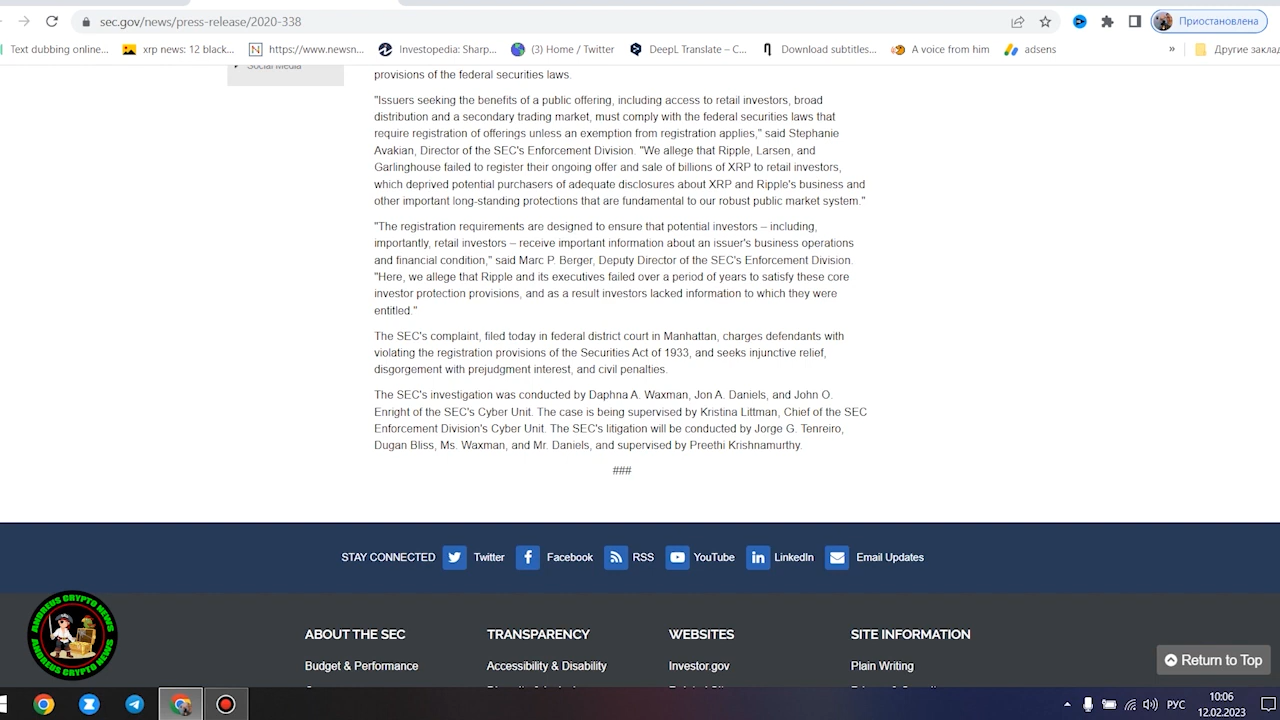 sec.gov/news/press-release/2020-338
Приостановлена
Text dubbing online...
xrp news: 12 black...
https://www.newsn...
Investopedia: Sharp...
(3) Home / Twitter
DeepL Translate – C...
Download subtitles...
A voice from him
adsens
»
Другие заклад
Social Media
provisions of the federal securities laws.
"Issuers seeking the benefits of a public offering, including access to retail investors, broad
distribution and a secondary trading market, must comply with the federal securities laws that
require registration of offerings unless an exemption from registration applies," said Stephanie
Avakian, Director of the SEC's Enforcement Division. "We allege that Ripple, Larsen, and
Garlinghouse failed to register their ongoing offer and sale of billions of XRP to retail investors,
which deprived potential purchasers of adequate disclosures about XRP and Ripple's business and
other important long-standing protections that are fundamental to our robust public market system."
"The registration requirements are designed to ensure that potential investors – including,
importantly, retail investors – receive important information about an issuer's business operations
and financial condition," said Marc P. Berger, Deputy Director of the SEC's Enforcement Division.
"Here, we allege that Ripple and its executives failed over a period of years to satisfy these core
investor protection provisions, and as a result investors lacked information to which they were
entitled."
The SEC's complaint, filed today in federal district court in Manhattan, charges defendants with
violating the registration provisions of the Securities Act of 1933, and seeks injunctive relief,
disgorgement with prejudgment interest, and civil penalties.
The SEC's investigation was conducted by Daphna A. Waxman, Jon A. Daniels, and John O.
Enright of the SEC's Cyber Unit. The case is being supervised by Kristina Littman, Chief of the SEC
Enforcement Division's Cyber Unit. The SEC's litigation will be conducted by Jorge G. Tenreiro,
Dugan Bliss, Ms. Waxman, and Mr. Daniels, and supervised by Preethi Krishnamurthy.
###
STAY CONNECTED Twitter Facebook RSS YouTube LinkedIn Email Updates
ANDREUS CRYPTO NEWS
ANDREUS CRYPTO NEWS
ABOUT THE SEC
TRANSPARENCY
WEBSITES
SITE INFORMATION
Budget & Performance
Accessibility & Disability
Investor.gov
Plain Writing
Return to Top
РУС
10:06
12.02.2023